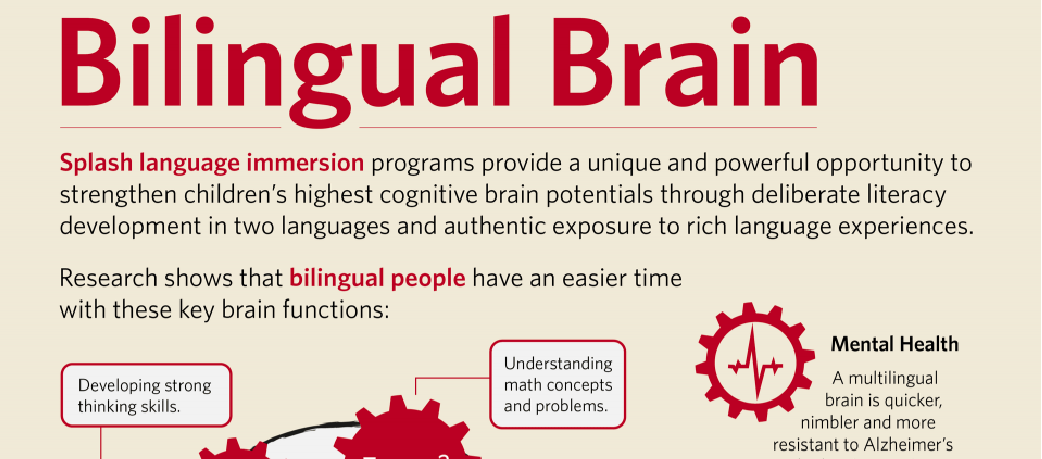 Bilingual Brain
Splash language immersion programs provide a unique and powerful opportunity to
strengthen children's highest cognitive brain potentials through deliberate literacy
development in two languages and authentic exposure to rich language experiences.
Research shows that bilingual people have an easier time
with these key brain functions:
Developing strong
thinking skills.
Understanding
math concepts
and problems.
Mental Health
A multilingual
brain is quicker,
nimbler and more
resistant to Alzheimer's